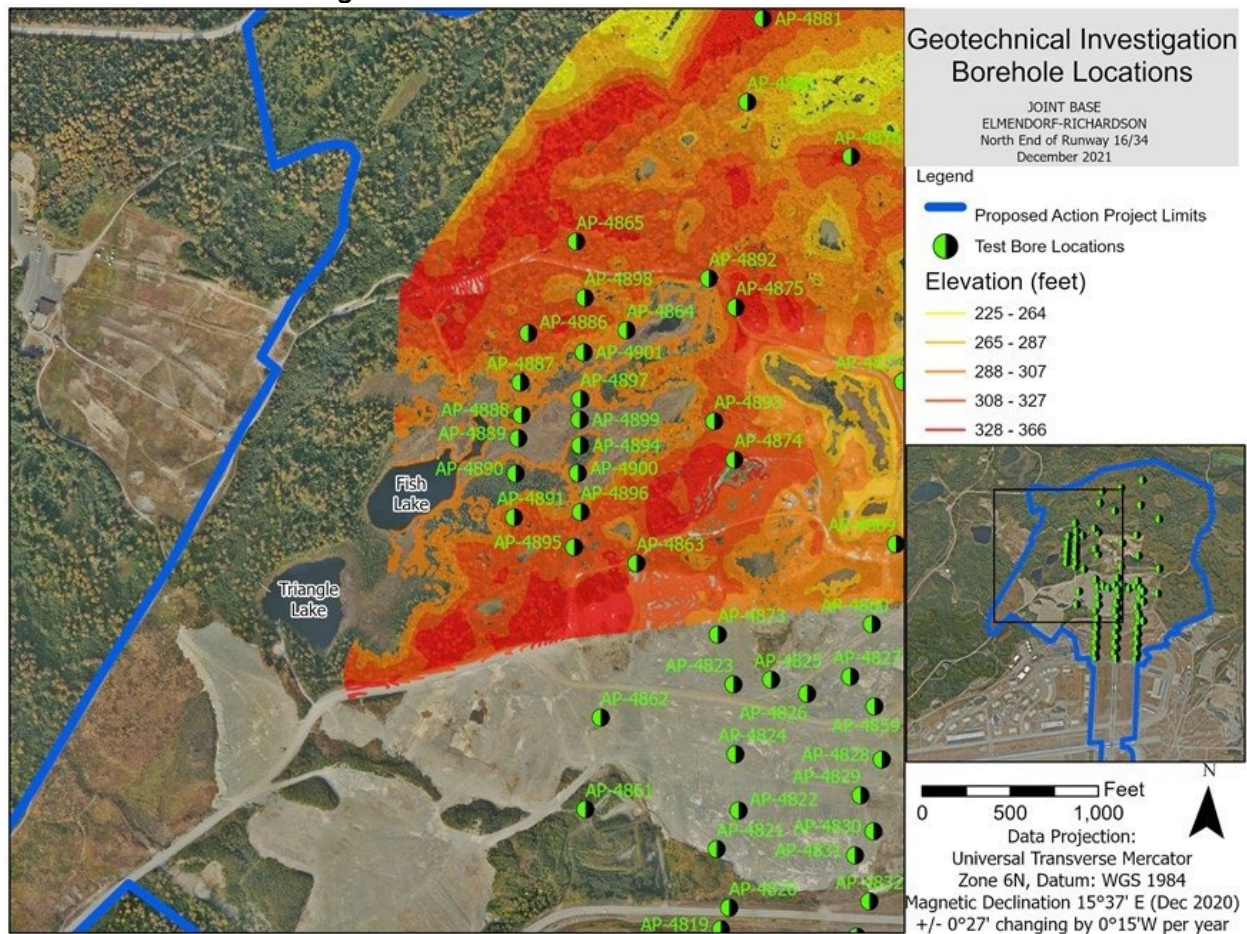 AP-4881
AP-4865
AP-4892
AP-4898
AP-4875
AP-4864
AP-4886
AP-4901
AP-4887
AP-4897
AP-4888
AP-4899
AP-4893
AP-4889
AP-4894
AP-4874
AP-4890
AP-4900
Fish
Lake
AP-4891
AP-4896
AP-4895
AP-4863
Triangle
Lake
AP-4873
AP-4860
AP-4823
AP-4825
AP-4827
AP-4862
AP-4826
AP-4859
AP-4824
AP-4828
AP-4829
AP-4861
AP-4822
AP-4821
AP-4830
AP-4831
AP-4820
AP-4832
AP-4819
Geotechnical Investigation
Borehole Locations
JOINT BASE
ELMENDORF-RICHARDSON
North End of Runway 16/34
December 2021
Legend
Proposed Action Project Limits
Test Bore Locations
Elevation (feet)
225 - 264
265 - 287
288 - 307
308 - 327
328 - 366
N
Feet
0 500 1,000
Data Projection:
Universal Transverse Mercator
Zone 6N, Datum: WGS 1984
Magnetic Declination 15°37' E (Dec 2020)
+/- 0°27' changing by 0°15'W per year